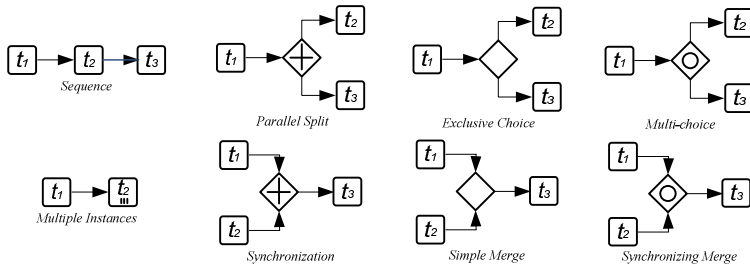 t2 t2 t2
t1 t2 t3 t1 t1 t1
Sequence
t3 t3 t3
Parallel Split Exclusive Choice Multi-choice
t1 t1 t1
t1 t2 t3 t3 t3
Multiple Instances
t2 t2 t2
Synchronization Simple Merge Synchronizing Merge